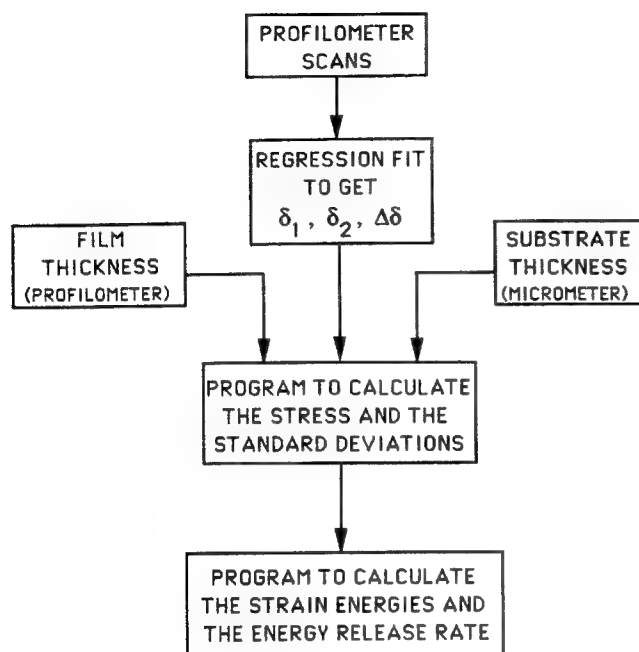 PROFILOMETER
SCANS
REGRESSION FIT
TO GET
δ₁ , δ₂, Δδ
FILM
THICKNESS
(PROFILOMETER)
SUBSTRATE
THICKNESS
(MICROMETER)
PROGRAM TO CALCULATE
THE STRESS AND THE
STANDARD DEVIATIONS
PROGRAM TO CALCULATE
THE STRAIN ENERGIES AND
THE ENERGY RELEASE RATE